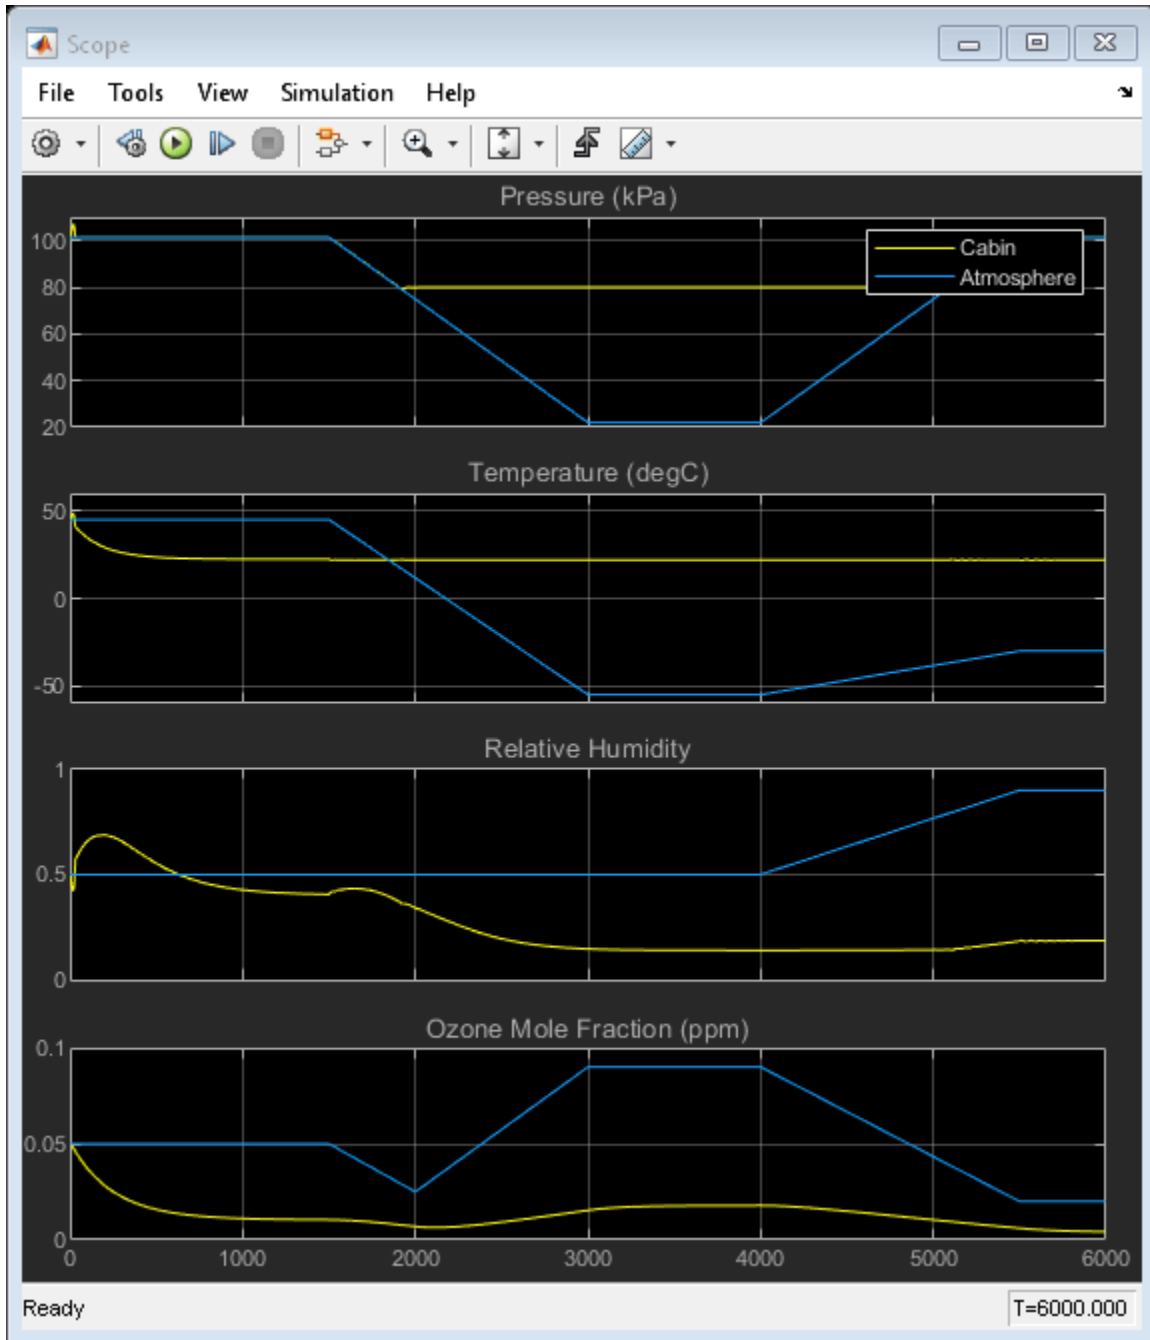 Scope
File Tools View Simulation Help
Pressure (kPa)
100
80
60
40
20
Cabin
Atmosphere
Temperature (degC)
50
0
-50
Relative Humidity
1
0.5
0
Ozone Mole Fraction (ppm)
0.1
0.05
0
0 1000 2000 3000 4000 5000 6000
Ready T=6000.000